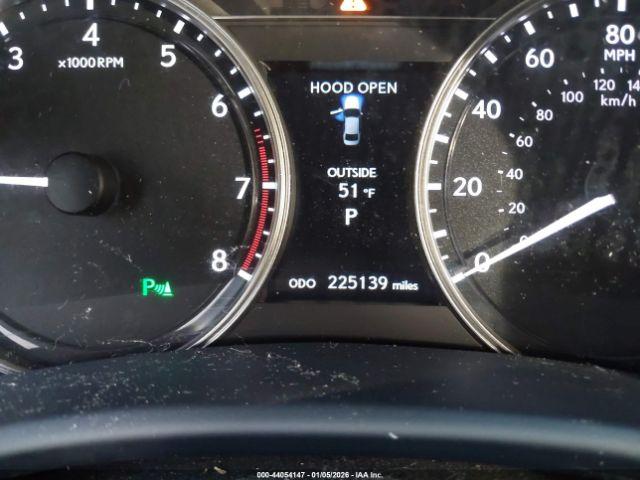 3 4 5 6 7 8
x1000RPM
P
HOOD OPEN
OUTSIDE
51 °F
P
ODO 225139 miles
0 20 40 60 80
MPH
0 20 40 60 80 100 120
km/h
000-44054147 - 01/05/2026 - IAA Inc.